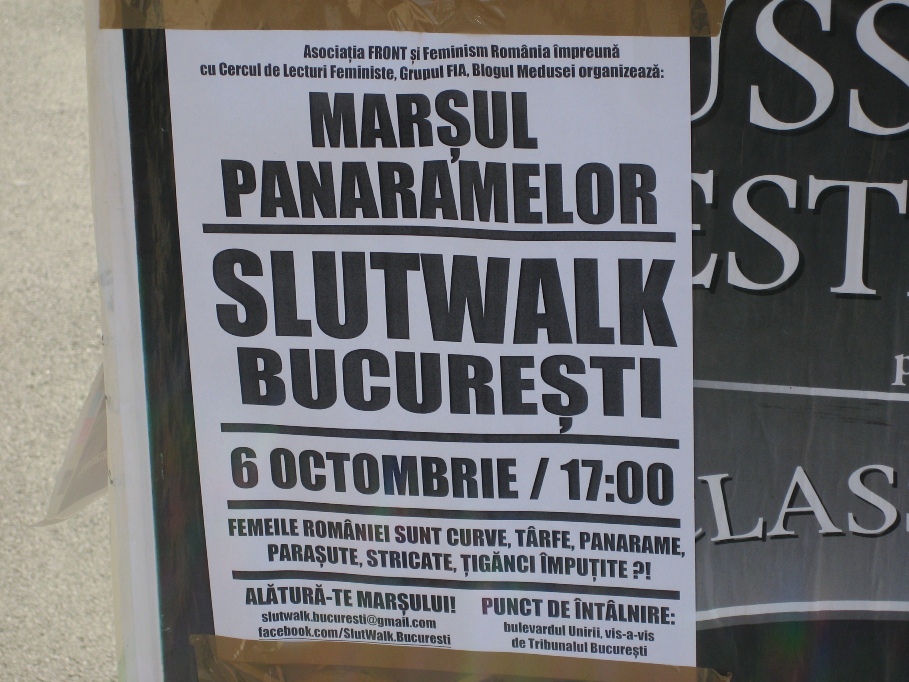 Asociația FRONT și Feminism România împreună
cu Cercul de Lecturi Feministe, Grupul FIA, Blogul Medusei organizează:
MARȘUL
PANARAMELOR
SLUTWALK
BUCUREȘTI
6 OCTOMBRIE / 17:00
FEMEILE ROMÂNIEI SUNT CURVE, TÂRFE, PANARAME,
PARAȘUTE, STRICATE, ȚIGĂNCI ÎMPUȚITE ?!
ALĂTURĂ-TE MARȘULUI!
slutwalk.bucuresti@gmail.com
facebook.com/SlutWalk.Bucuresti
PUNCT DE ÎNTÂLNIRE:
bulevardul Unirii, vis-a-vis
de Tribunalul București